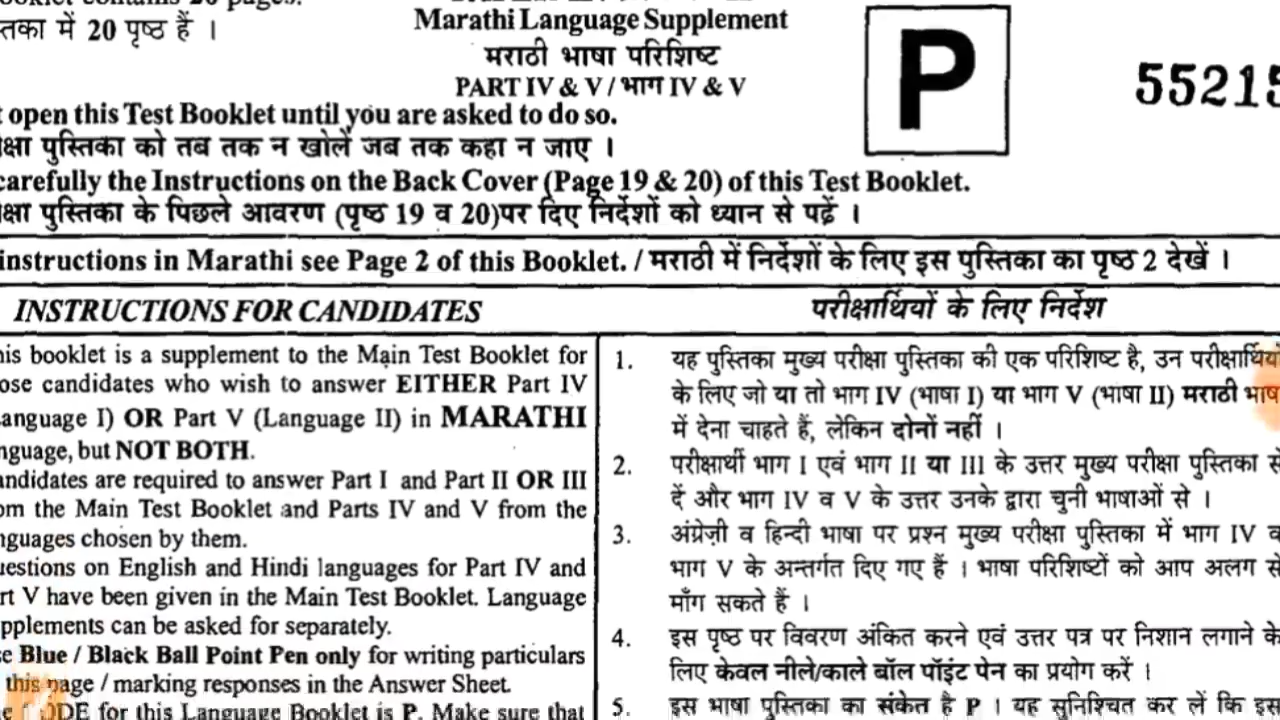 तका में 20 पृष्ठ हैं ।
Marathi Language Supplement
मराठी भाषा परिशिष्ट
PART IV & V / भाग IV & V
P
5521
open this Test Booklet until you are asked to do so.
पुस्तिका को तब तक न खोलें जब तक कहा न जाए ।
carefully the Instructions on the Back Cover (Page 19 & 20) of this Test Booklet.
पुस्तिका के पिछले आवरण (पृष्ठ 19 व 20)पर दिए निर्देशों को ध्यान से पढ़ें ।
instructions in Marathi see Page 2 of this Booklet. / मराठी में निर्देशों के लिए इस पुस्तिका का पृष्ठ 2 देखें ।
INSTRUCTIONS FOR CANDIDATES
his booklet is a supplement to the Main Test Booklet for
ose candidates who wish to answer EITHER Part IV
anguage I) OR Part V (Language II) in MARATHI
nguage, but NOT BOTH.
andidates are required to answer Part I and Part II OR III
om the Main Test Booklet and Parts IV and V from the
nguages chosen by them.
uestions on English and Hindi languages for Part IV and
rt V have been given in the Main Test Booklet. Language
pplements can be asked for separately.
e Blue / Black Ball Point Pen only for writing particulars
this page / marking responses in the Answer Sheet.
ODE for this Language Booklet is P. Make sure that
परीक्षार्थियों के लिए निर्देश
1. यह पुस्तिका मुख्य परीक्षा पुस्तिका की एक परिशिष्ट है, उन परीक्षार्थियों
के लिए जो या तो भाग IV (भाषा I) या भाग V (भाषा II) मराठी भाषा
में देना चाहते हैं, लेकिन दोनों नहीं ।
2. परीक्षार्थी भाग I एवं भाग II या III के उत्तर मुख्य परीक्षा पुस्तिका से
दें और भाग IV व V के उत्तर उनके द्वारा चुनी भाषाओं से ।
3. अंग्रेज़ी व हिन्दी भाषा पर प्रश्न मुख्य परीक्षा पुस्तिका में भाग IV व
भाग V के अन्तर्गत दिए गए हैं । भाषा परिशिष्टों को आप अलग से
माँग सकते हैं ।
4. इस पृष्ठ पर विवरण अंकित करने एवं उत्तर पत्र पर निशान लगाने के
लिए केवल नीले/काले बॉल पॉइंट पेन का प्रयोग करें ।
5. इस भाषा पुस्तिका का संकेत है P । यह सुनिश्चित कर लें कि इस